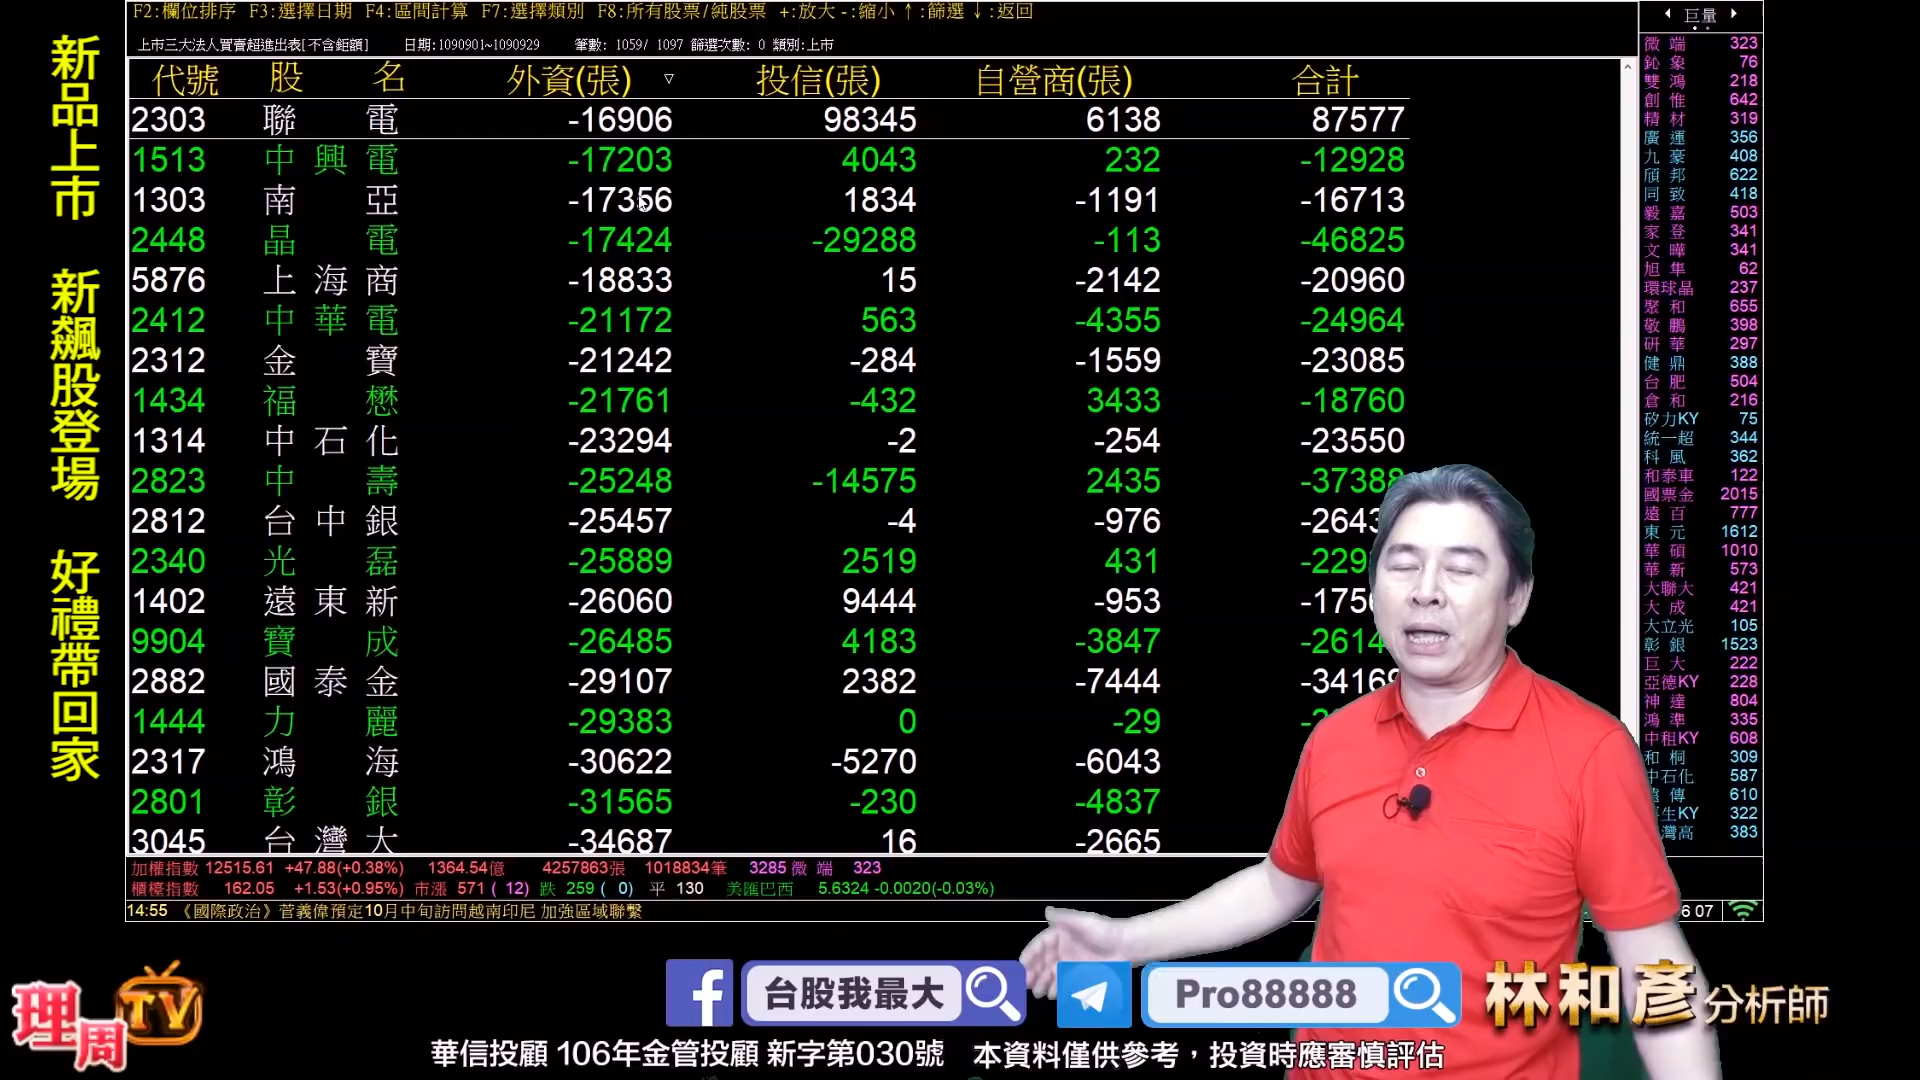 F2:欄位排序 F3:選擇日期 F4:區間計算 F7:選擇類別 F8:所有股票/純股票 +:放大 -:縮小 ↑:篩選 ↓:返回
上市三大法人買賣超進出表[不含鉅額] 日期:1090901~1090929 筆數: 1059/ 1097 篩選次數: 0 類別:上市
代號 股名 外資(張) ▽ 投信(張) 自營商(張) 合計
2303 聯電 -16906 98345 6138 87577
1513 中興電 -17203 4043 232 -12928
1303 南亞 -17356 1834 -1191 -16713
2448 晶電 -17424 -29288 -113 -46825
5876 上海商 -18833 15 -2142 -20960
2412 中華電 -21172 563 -4355 -24964
2312 金寶 -21242 -284 -1559 -23085
1434 福懋 -21761 -432 3433 -18760
1314 中石化 -23294 -2 -254 -23550
2823 中壽 -25248 -14575 2435 -37388
2812 台中銀 -25457 -4 -976 -2643
2340 光磊 -25889 2519 431 -229
1402 遠東新 -26060 9444 -953 -175
9904 寶成 -26485 4183 -3847 -2614
2882 國泰金 -29107 2382 -7444 -34169
1444 力麗 -29383 0 -29
2317 鴻海 -30622 -5270 -6043
2801 彰銀 -31565 -230 -4837
3045 台灣大 -34687 16 -2665
加權指數 12515.61 +47.88(+0.38%) 1364.54億 4257863張 1018834筆 3285 微端 323
櫃檯指數 162.05 +1.53(+0.95%) 市漲 571 ( 12) 跌 259 ( 0) 平 130 美匯巴西 5.6324 -0.0020(-0.03%)
14:55 《國際政治》菅義偉預定10月中旬訪問越南印尼 加強區域聯繫
6 07
巨量
微端 323
鈊象 76
雙鴻 218
創惟 642
精材 319
廣運 356
九豪 408
頎邦 622
同致 418
毅嘉 503
家登 341
文曄 341
旭隼 62
環球晶 237
聚和 655
敬鵬 398
研華 297
健鼎 388
台肥 504
倉和 216
矽力KY 75
統一超 344
科風 362
和泰車 122
國票金 2015
遠百 777
東元 1612
華碩 1010
華新 573
大聯大 421
大成 421
大立光 105
彰銀 1523
巨大 222
亞德KY 228
神達 804
鴻準 335
中租KY 608
和桐 309
中石化 587
遠傳 610
生KY 322
灣高 383
新品上市 新飆股登場 好禮帶回家
理周TV
台股我最大
Pro88888
林和彥分析師
華信投顧 106年金管投顧 新字第030號 本資料僅供參考，投資時應審慎評估